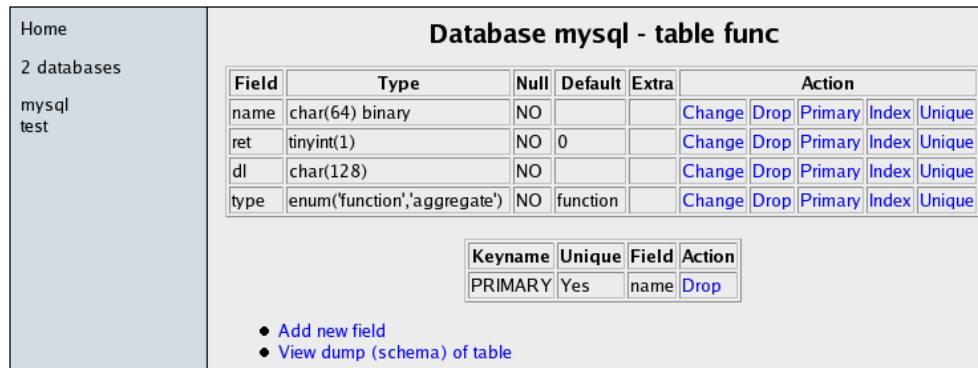 Home
2 databases
mysql
test
Database mysql - table func
Field Type Null Default Extra Action
name char(64) binary NO Change Drop Primary Index Unique
ret tinyint(1) NO 0 Change Drop Primary Index Unique
dl char(128) NO Change Drop Primary Index Unique
type enum('function','aggregate') NO function Change Drop Primary Index Unique
Keyname Unique Field Action
PRIMARY Yes name Drop
Add new field
View dump (schema) of table